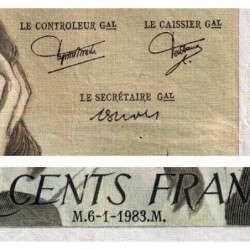 LE CONTROLEUR GAL LE CAISSIER GAL
LE SECRÉTAIRE GAL
CENTS FRAN
M.6-1-1983.M.